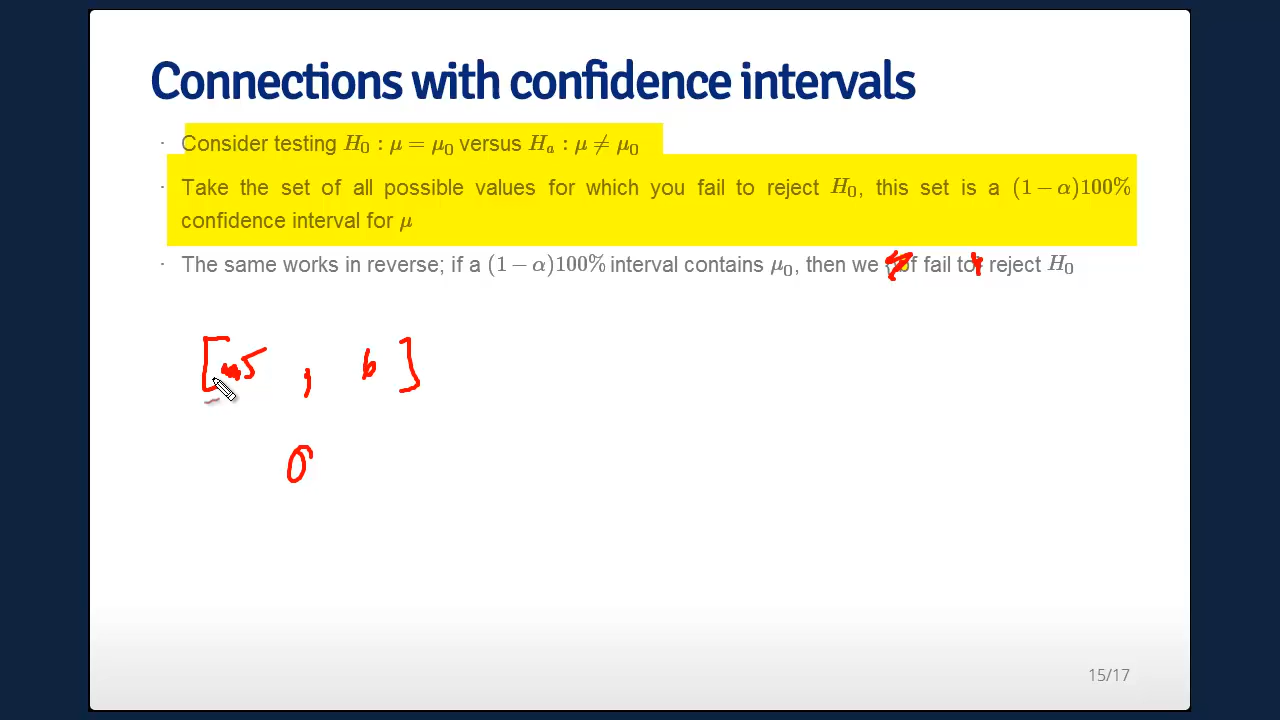 Connections with confidence intervals
· Consider testing H₀ : μ = μ₀ versus Hₐ : μ ≠ μ₀
· Take the set of all possible values for which you fail to reject H₀, this set is a (1 − α)100%
confidence interval for μ
· The same works in reverse; if a (1 − α)100% interval contains μ₀, then we fail to reject H₀
[ 5 , 6 ]
0
15/17